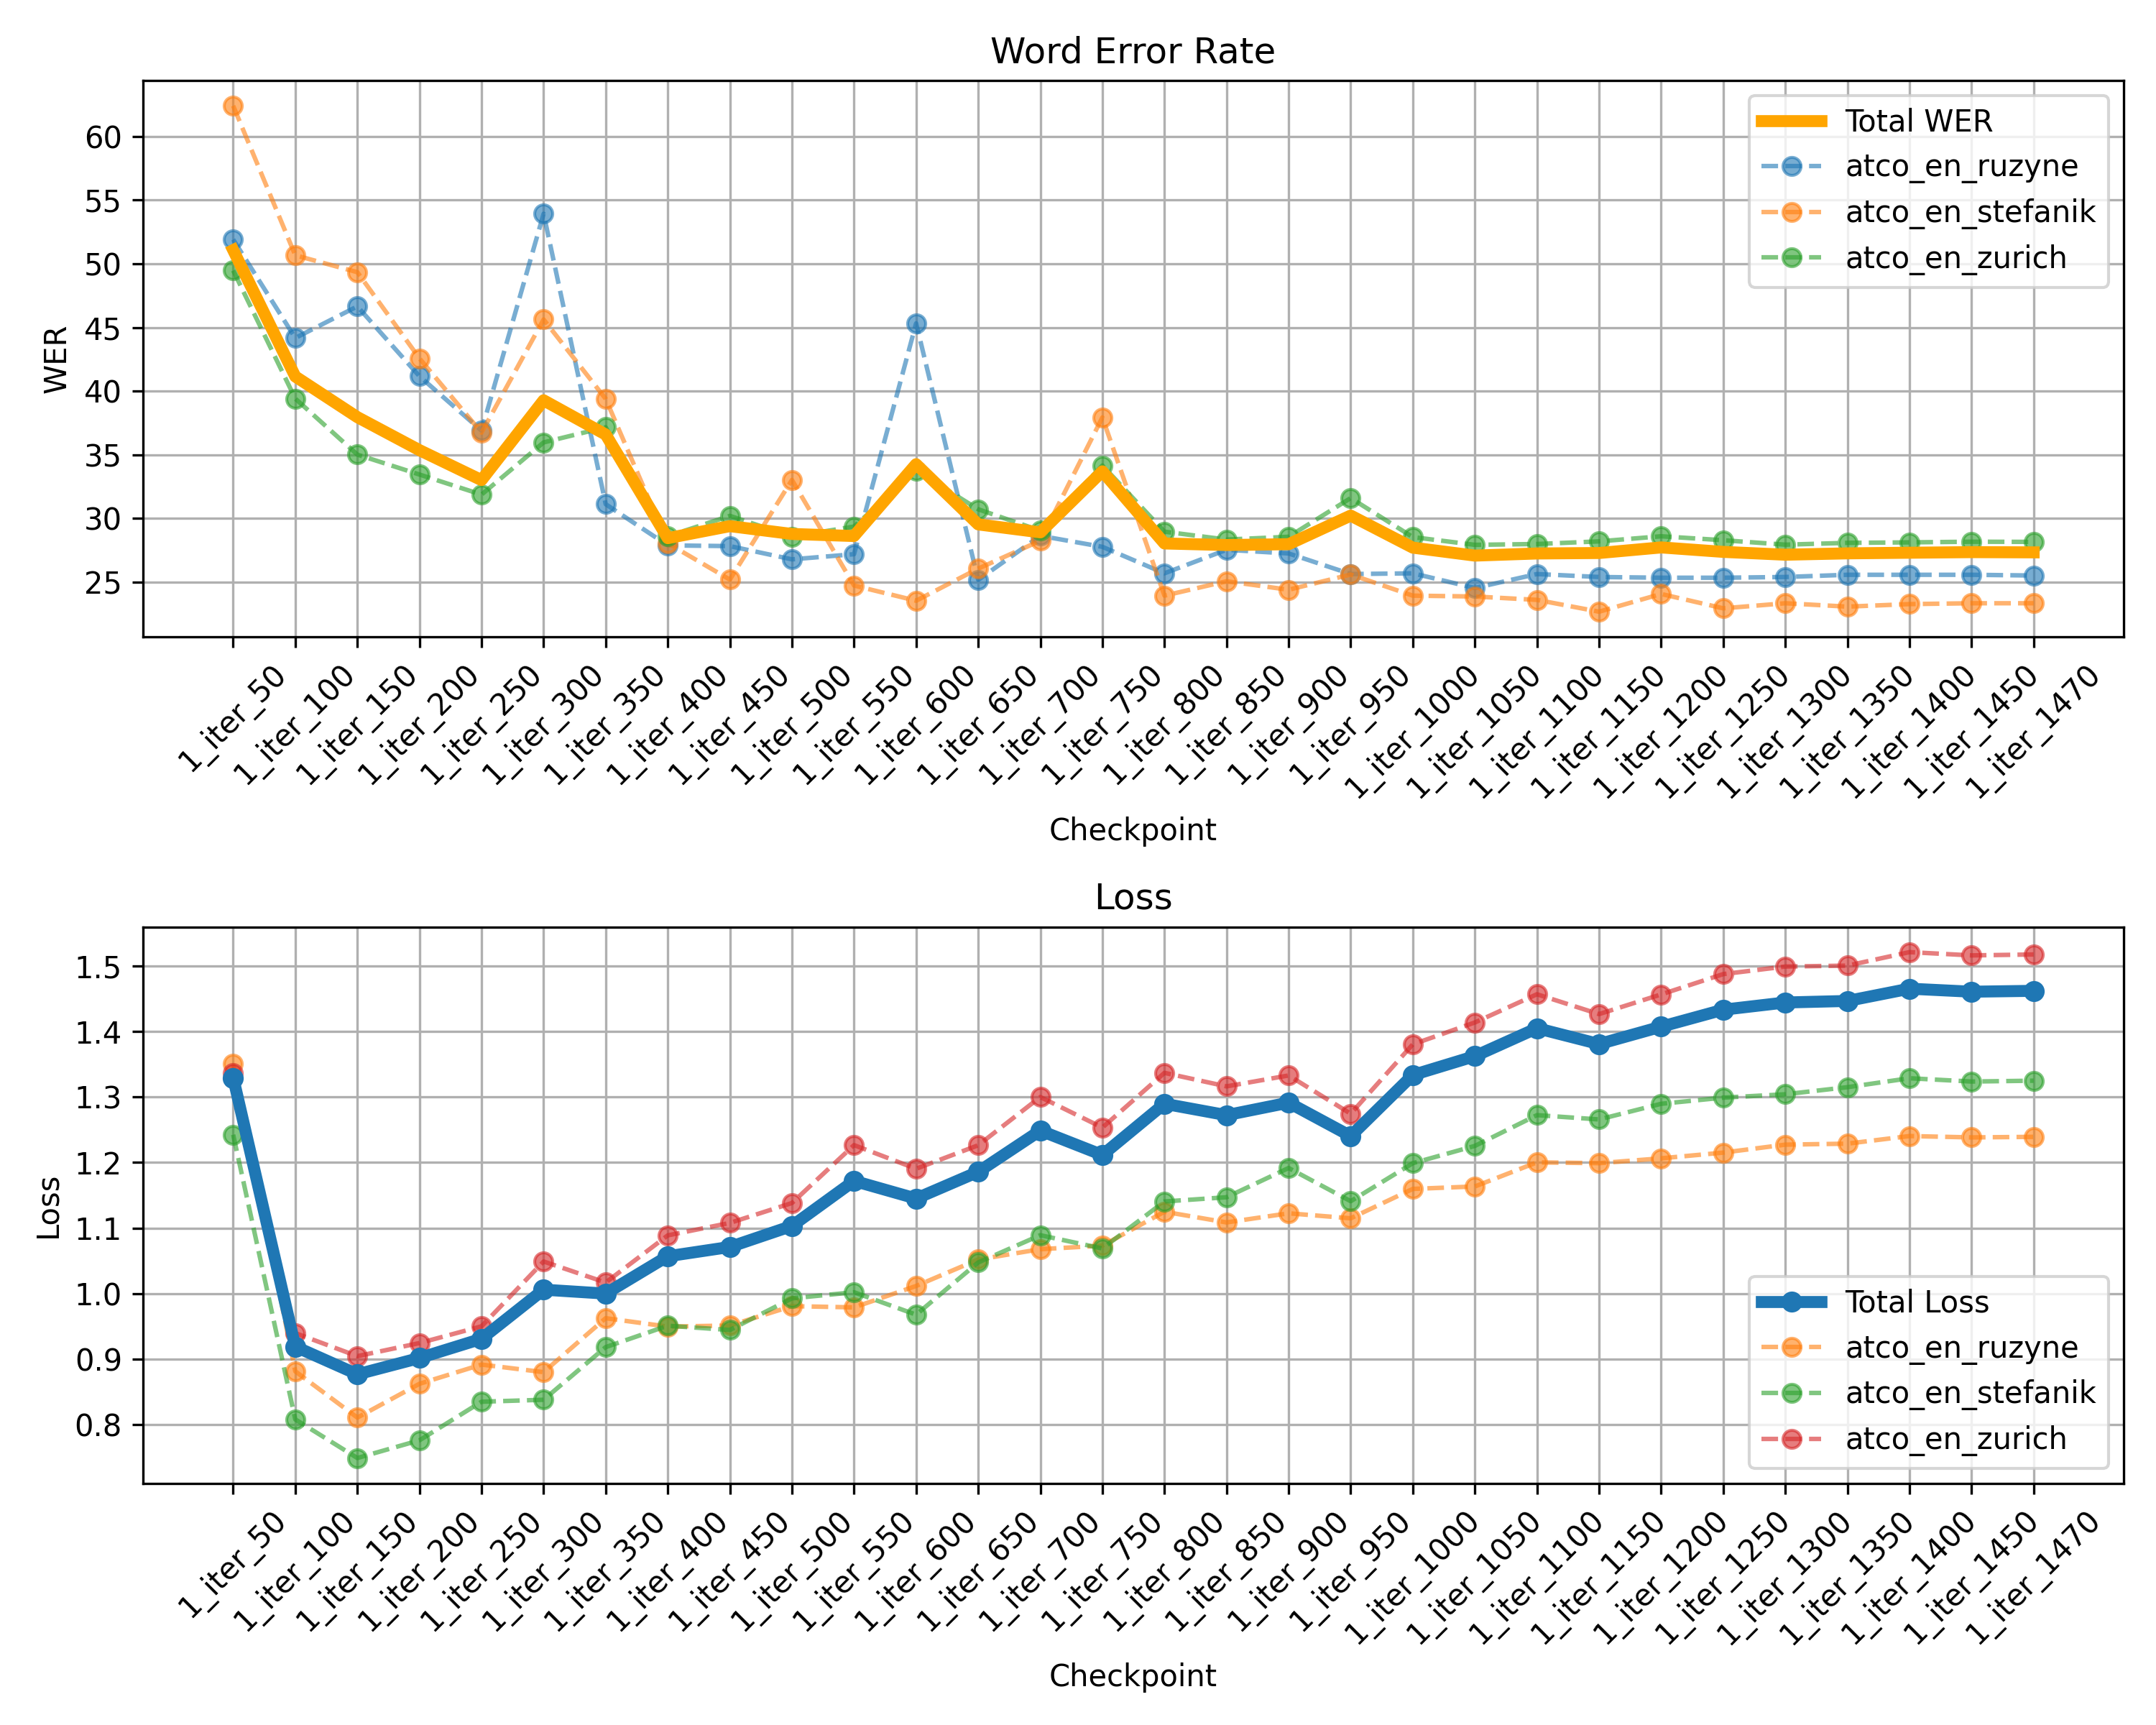 Word Error Rate
WER
60
55
50
45
40
35
30
25
Total WER
atco_en_ruzyne
atco_en_stefanik
atco_en_zurich
1_iter_50
1_iter_100
1_iter_150
1_iter_200
1_iter_250
1_iter_300
1_iter_350
1_iter_400
1_iter_450
1_iter_500
1_iter_550
1_iter_600
1_iter_650
1_iter_700
1_iter_750
1_iter_800
1_iter_850
1_iter_900
1_iter_950
1_iter_1000
1_iter_1050
1_iter_1100
1_iter_1150
1_iter_1200
1_iter_1250
1_iter_1300
1_iter_1350
1_iter_1400
1_iter_1450
1_iter_1470
Checkpoint
Loss
Loss
1.5
1.4
1.3
1.2
1.1
1.0
0.9
0.8
Total Loss
atco_en_ruzyne
atco_en_stefanik
atco_en_zurich
1_iter_50
1_iter_100
1_iter_150
1_iter_200
1_iter_250
1_iter_300
1_iter_350
1_iter_400
1_iter_450
1_iter_500
1_iter_550
1_iter_600
1_iter_650
1_iter_700
1_iter_750
1_iter_800
1_iter_850
1_iter_900
1_iter_950
1_iter_1000
1_iter_1050
1_iter_1100
1_iter_1150
1_iter_1200
1_iter_1250
1_iter_1300
1_iter_1350
1_iter_1400
1_iter_1450
1_iter_1470
Checkpoint